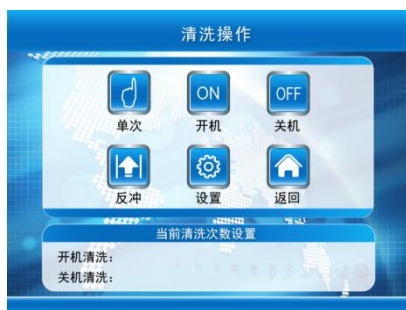 清洗操作
ON OFF
单次 开机 关机
反冲 设置 返回
当前清洗次数设置
开机清洗：
关机清洗：